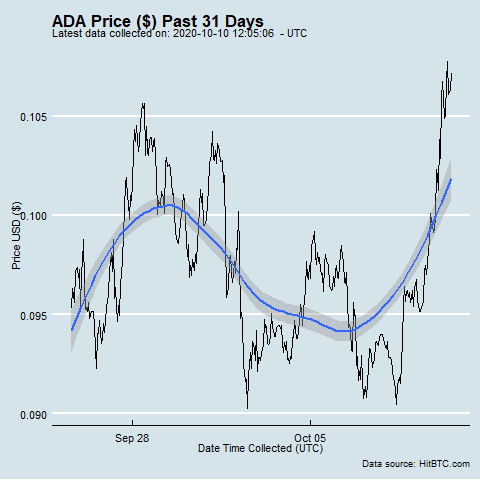 ADA Price ($) Past 31 Days
Latest data collected on: 2020-10-10 12:05:06 - UTC
Price USD ($)
0.105
0.100
0.095
0.090
Sep 28
Oct 05
Date Time Collected (UTC)
Data source: HitBTC.com